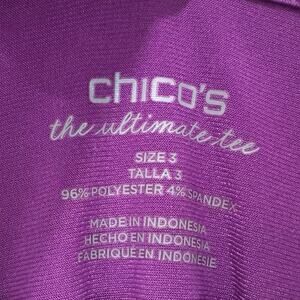 chico's
the ultimate tee
SIZE 3
TALLA 3
96% POLYESTER 4% SPANDEX
MADE IN INDONESIA
HECHO EN INDONESIA
FABRIQUÉ EN INDONÉSIE